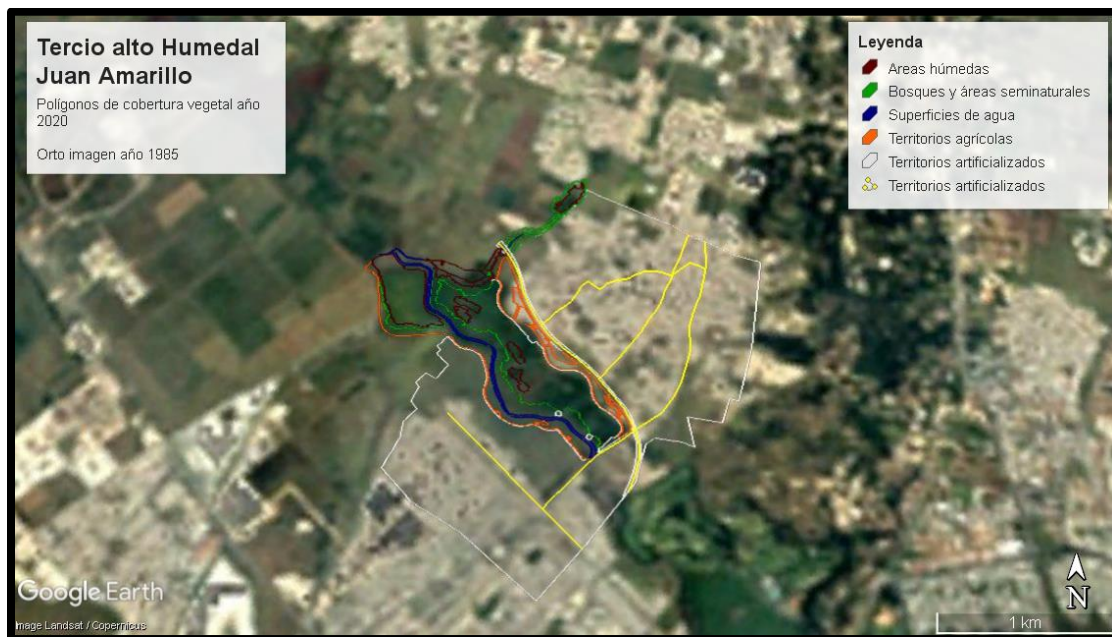 Tercio alto Humedal
Juan Amarillo
Polígonos de cobertura vegetal año
2020
Orto imagen año 1985
Leyenda
Areas húmedas
Bosques y áreas seminaturales
Superficies de agua
Territorios agrícolas
Territorios artificializados
Territorios artificializados
Google Earth
Image Landsat / Copernicus
N
1 km